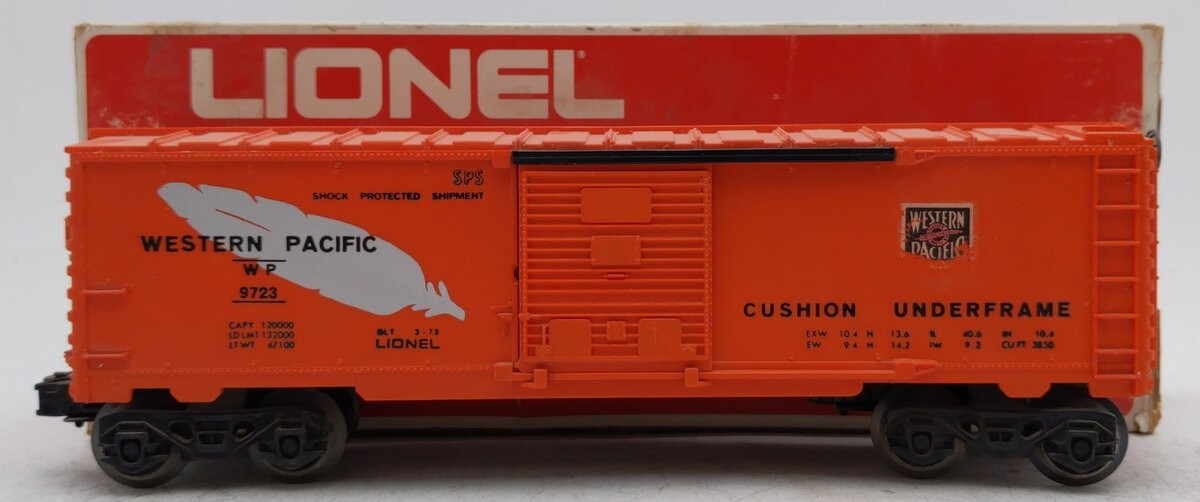 LIONEL
SPS
SHOCK PROTECTED SHIPMENT
WESTERN PACIFIC
WP
9723
CAPY 120000
LD LMT 132000
LT WT 47100
BLT 3-73
LIONEL
WESTERN
PACIFIC
CUSHION UNDERFRAME
EXW 10.4 H 13.6 IL 40.6 IH 10.4
EW 9.4 H 14.2 IW 9.2 CU FT 3850